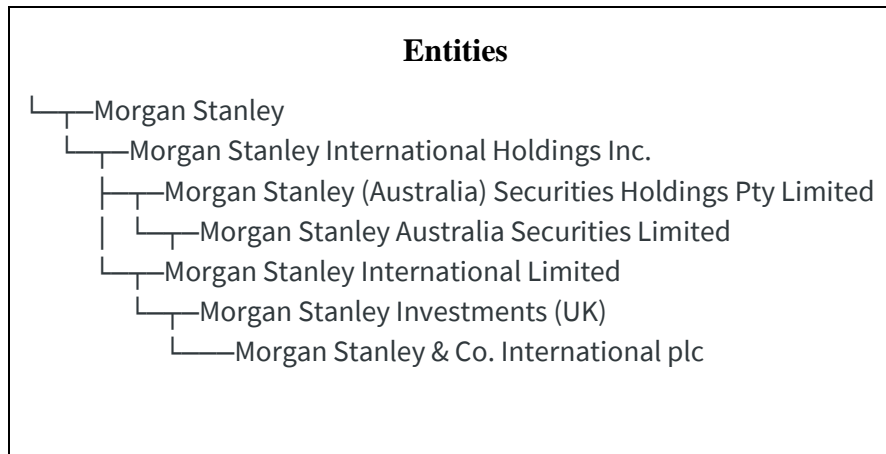 Entities
Morgan Stanley
Morgan Stanley International Holdings Inc.
Morgan Stanley (Australia) Securities Holdings Pty Limited
Morgan Stanley Australia Securities Limited
Morgan Stanley International Limited
Morgan Stanley Investments (UK)
Morgan Stanley & Co. International plc